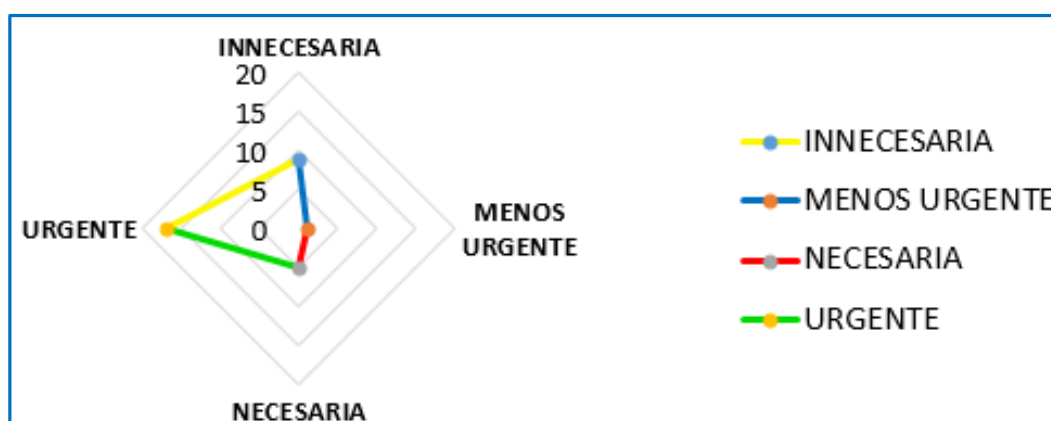 INNECESARIA
20
15
10
5
0
URGENTE
MENOS
URGENTE
NECESARIA
INNECESARIA
MENOS URGENTE
NECESARIA
URGENTE